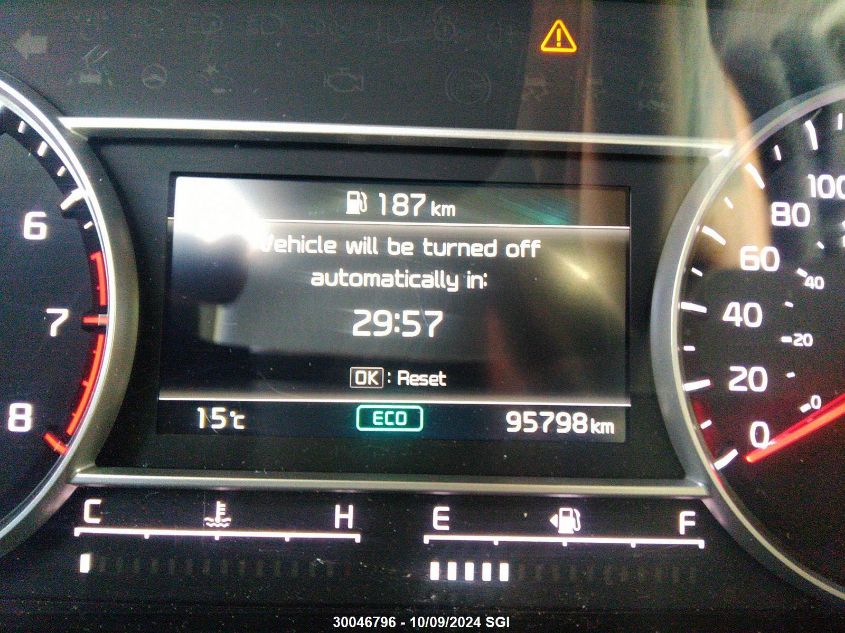 187 km
Vehicle will be turned off
automatically in:
29:57
OK : Reset
15°C
ECO
95798 km
6
7
8
100
80
60
40
20
0
40
20
0
C
H
E
F
30046796 - 10/09/2024 SGI